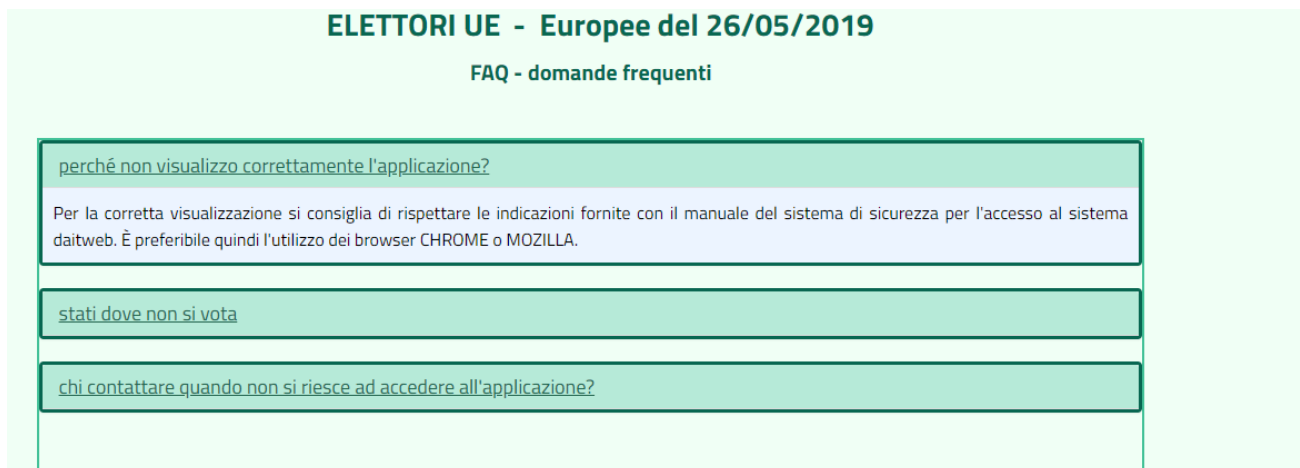 ELETTORI UE - Europee del 26/05/2019
FAQ - domande frequenti
perché non visualizzo correttamente l'applicazione?
Per la corretta visualizzazione si consiglia di rispettare le indicazioni fornite con il manuale del sistema di sicurezza per l'accesso al sistema
daitweb. È preferibile quindi l'utilizzo dei browser CHROME o MOZILLA.
stati dove non si vota
chi contattare quando non si riesce ad accedere all'applicazione?